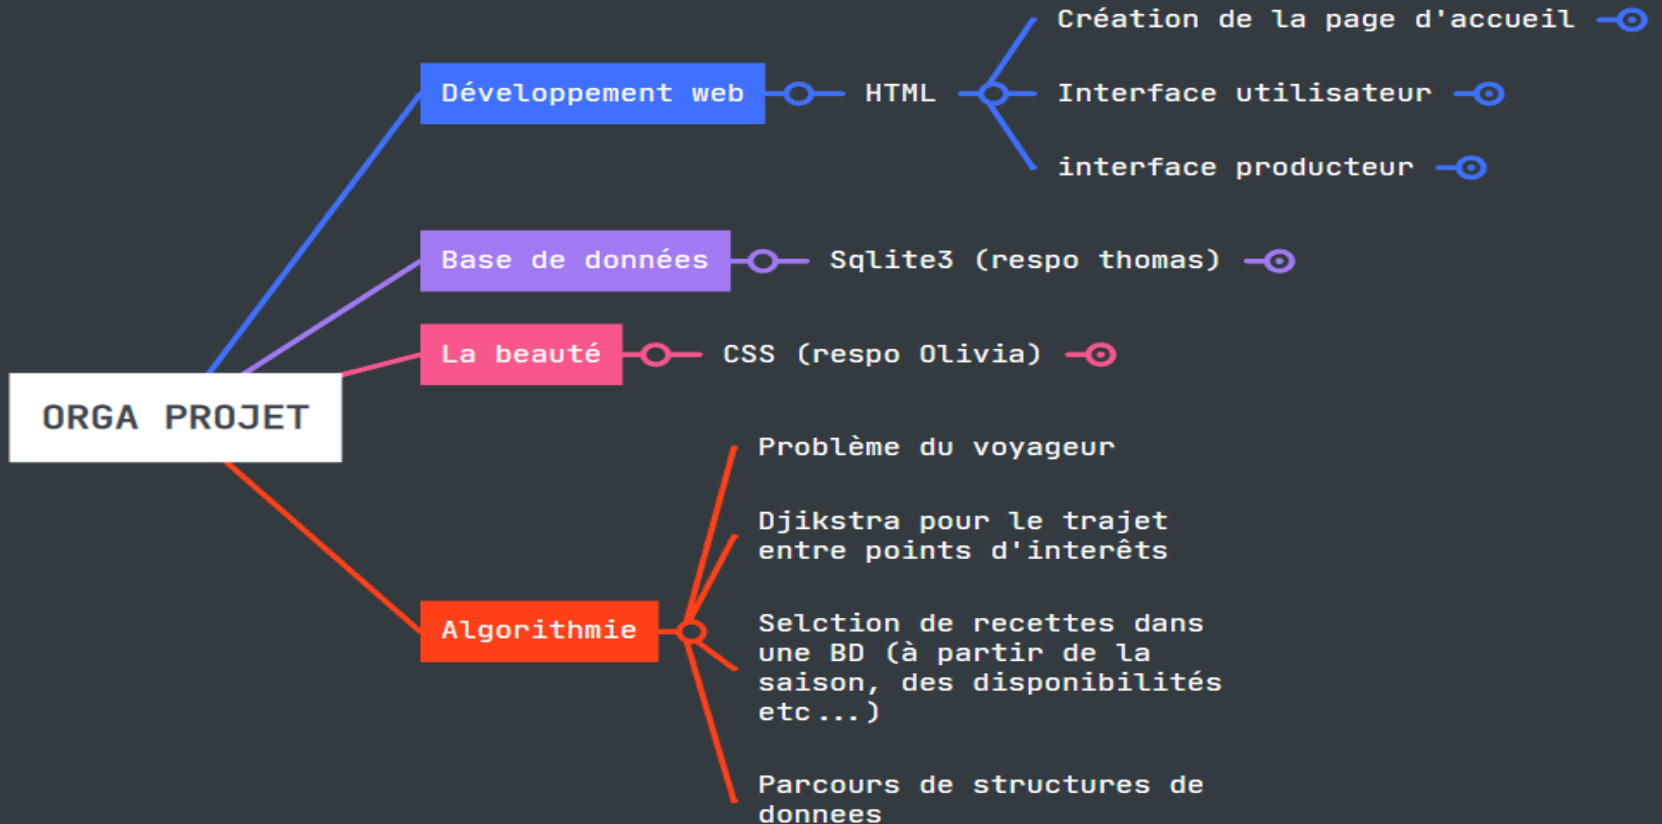 Création de la page d'accueil
Développement web
HTML
Interface utilisateur
interface producteur
Base de données
Sqlite3 (respo thomas)
La beauté
CSS (respo Olivia)
ORGA PROJET
Problème du voyageur
Djikstra pour le trajet
entre points d'interêts
Algorithmie
Selction de recettes dans
une BD (à partir de la
saison, des disponibilités
etc...)
Parcours de structures de
donnees